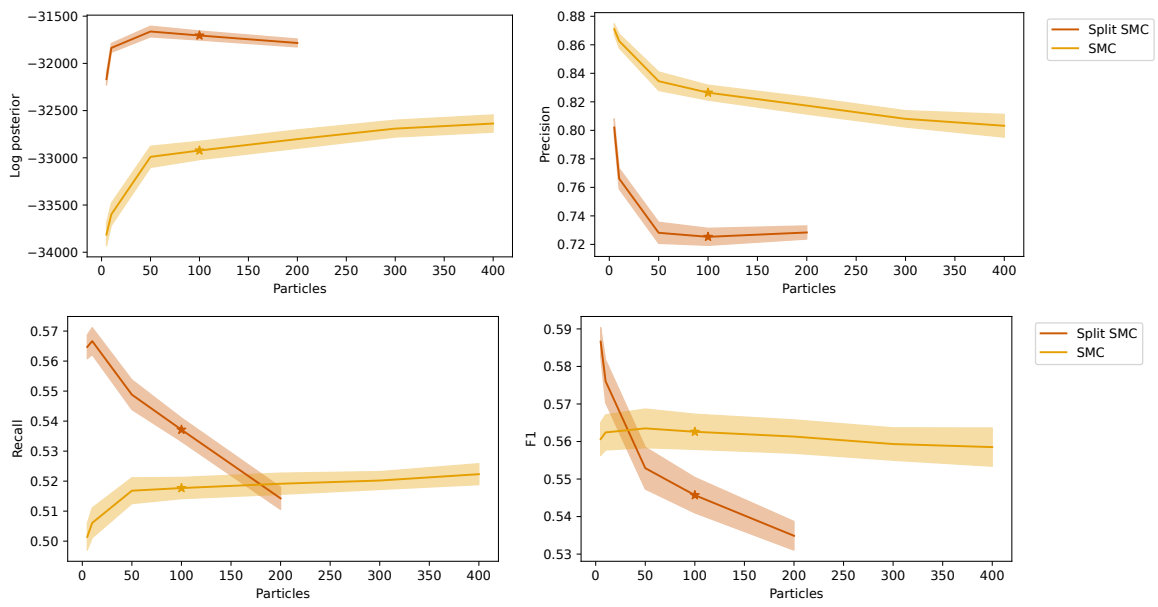 −31500
−32000
−32500
−33000
−33500
−34000
Log posterior
0 50 100 150 200 250 300 350 400
Particles
0.88
0.86
0.84
0.82
0.80
0.78
0.76
0.74
0.72
Precision
0 50 100 150 200 250 300 350 400
Particles
Split SMC
SMC
0.57
0.56
0.55
0.54
0.53
0.52
0.51
0.50
Recall
0 50 100 150 200 250 300 350 400
Particles
0.59
0.58
0.57
0.56
0.55
0.54
0.53
F1
0 50 100 150 200 250 300 350 400
Particles
Split SMC
SMC